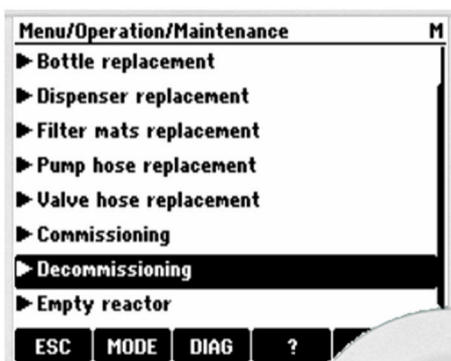 Menu/Operation/Maintenance M
Bottle replacement
Dispenser replacement
Filter mats replacement
Pump hose replacement
Valve hose replacement
Commissioning
Decommissioning
Empty reactor
ESC MODE DIAG ?